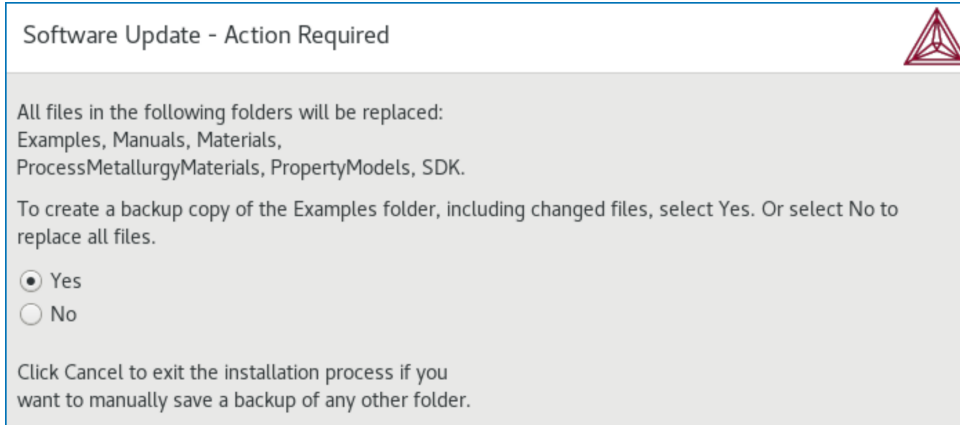 Software Update - Action Required
All files in the following folders will be replaced:
Examples, Manuals, Materials,
ProcessMetallurgyMaterials, PropertyModels, SDK.
To create a backup copy of the Examples folder, including changed files, select Yes. Or select No to
replace all files.
Yes
No
Click Cancel to exit the installation process if you
want to manually save a backup of any other folder.